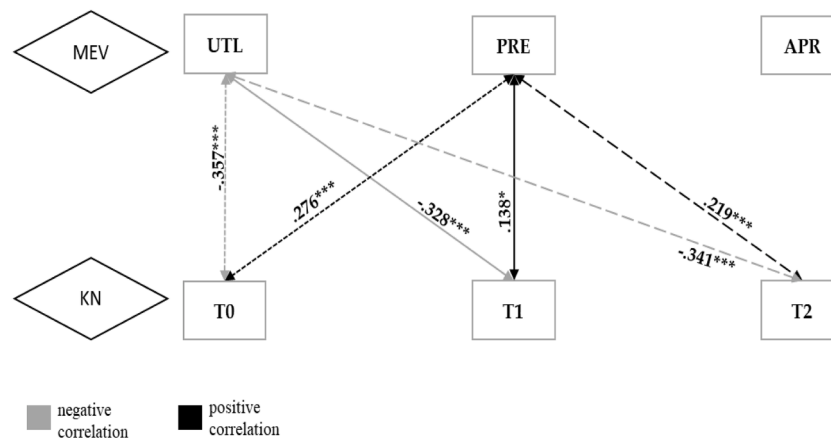 MEV
UTL
PRE
APR
-.357***
.276***
-.328***
.138*
.219***
-.341***
KN
T0
T1
T2
negative
correlation
positive
correlation